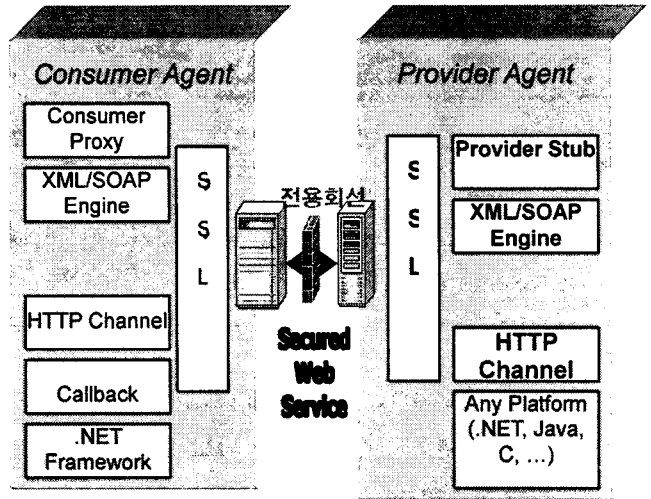 Consumer Agent
Consumer
Proxy
XML/SOAP
Engine
HTTP Channel
Callback
.NET
Framework
S
S
L
전용회선
Secured
Web
Service
Provider Agent
S
S
L
Provider Stub
XML/SOAP
Engine
HTTP
Channel
Any Platform
(.NET, Java,
C, ...)